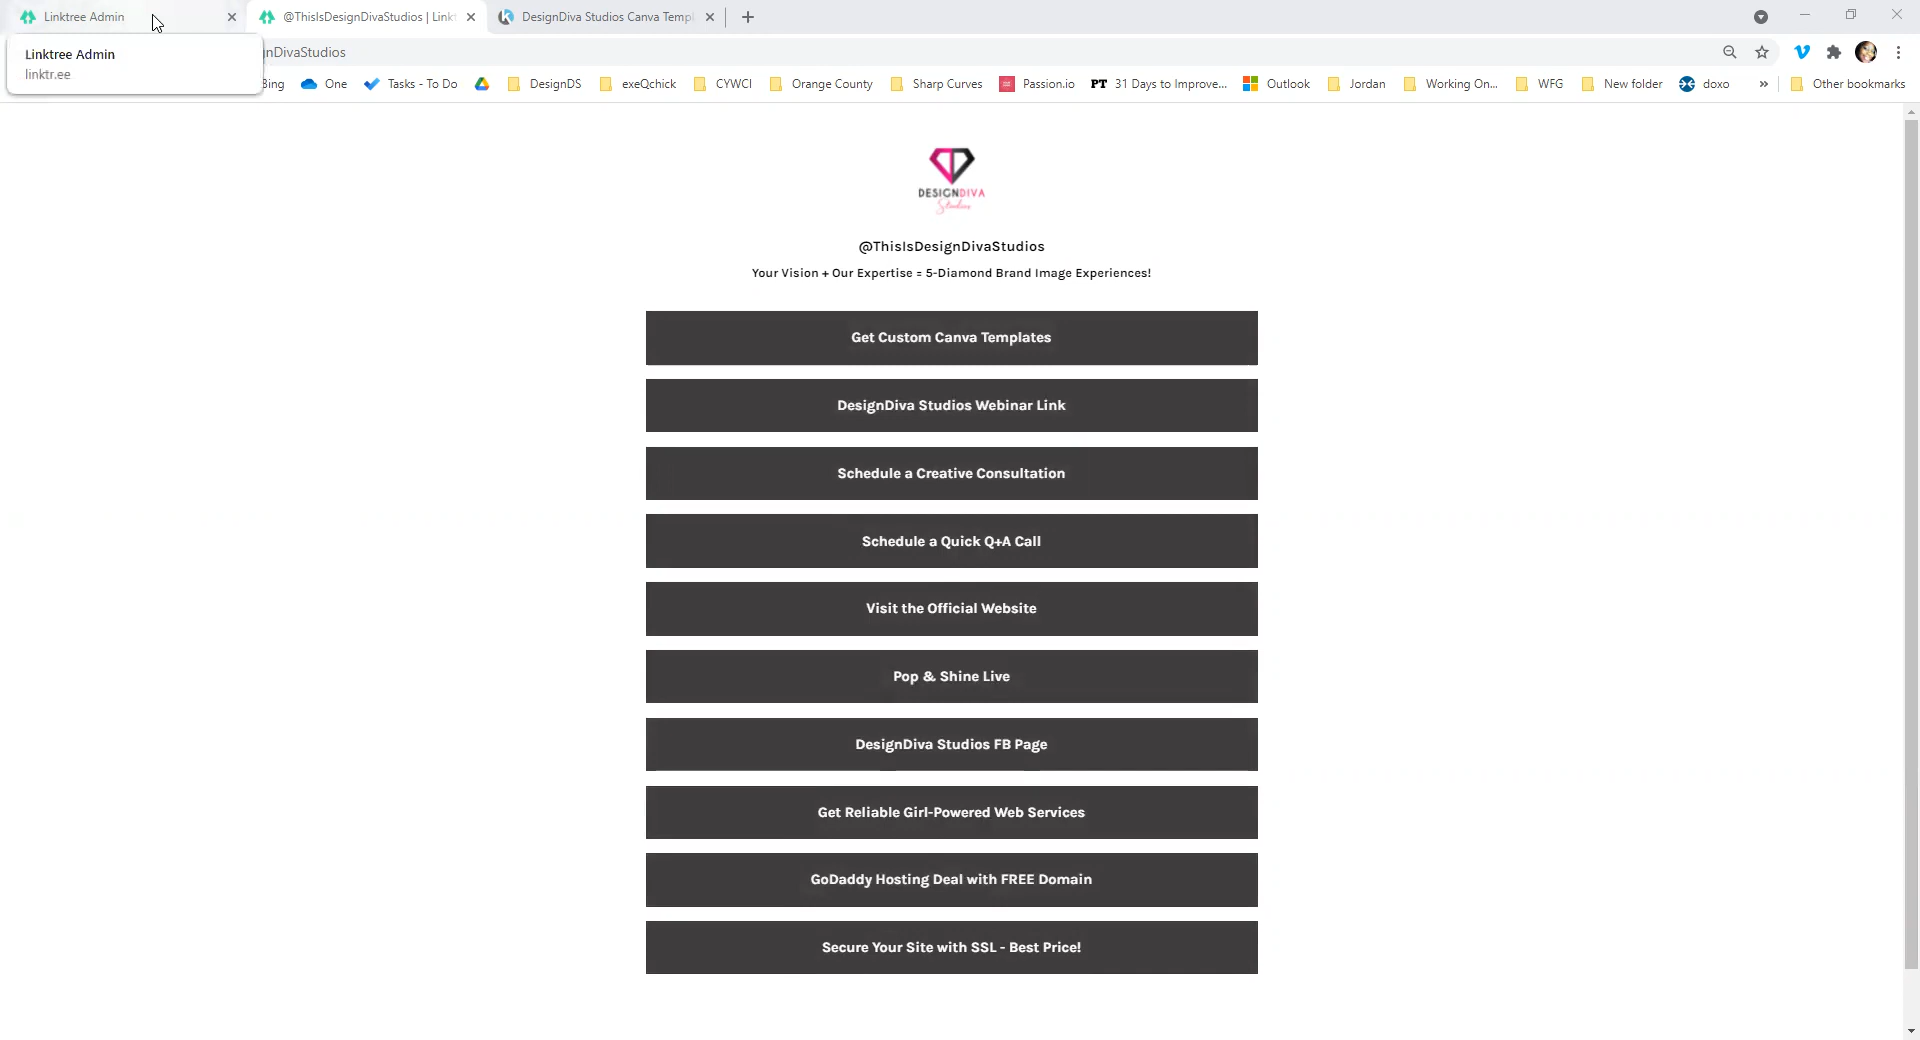 Linktree Admin
@ThisIsDesignDivaStudios | Linkt
DesignDiva Studios Canva Templ
Linktree Admin
linktr.ee
nDivaStudios
Bing
One
Tasks - To Do
DesignDS
exeQchick
CYWCI
Orange County
Sharp Curves
Passion.io
PT 31 Days to Improve...
Outlook
Jordan
Working On...
WFG
New folder
doxo
»
Other bookmarks
DESIGNDIVA
Studios
@ThisIsDesignDivaStudios
Your Vision + Our Expertise = 5-Diamond Brand Image Experiences!
Get Custom Canva Templates
DesignDiva Studios Webinar Link
Schedule a Creative Consultation
Schedule a Quick Q+A Call
Visit the Official Website
Pop & Shine Live
DesignDiva Studios FB Page
Get Reliable Girl-Powered Web Services
GoDaddy Hosting Deal with FREE Domain
Secure Your Site with SSL - Best Price!